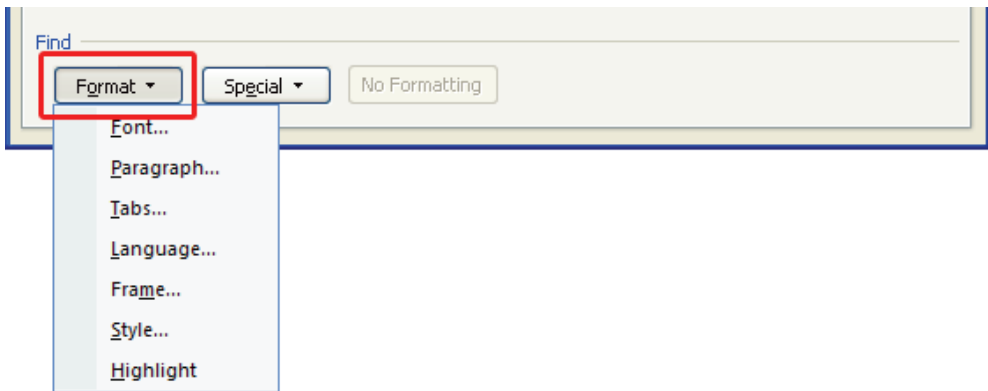 Find
Format Special No Formatting
Font...
Paragraph...
Tabs...
Language...
Frame...
Style...
Highlight